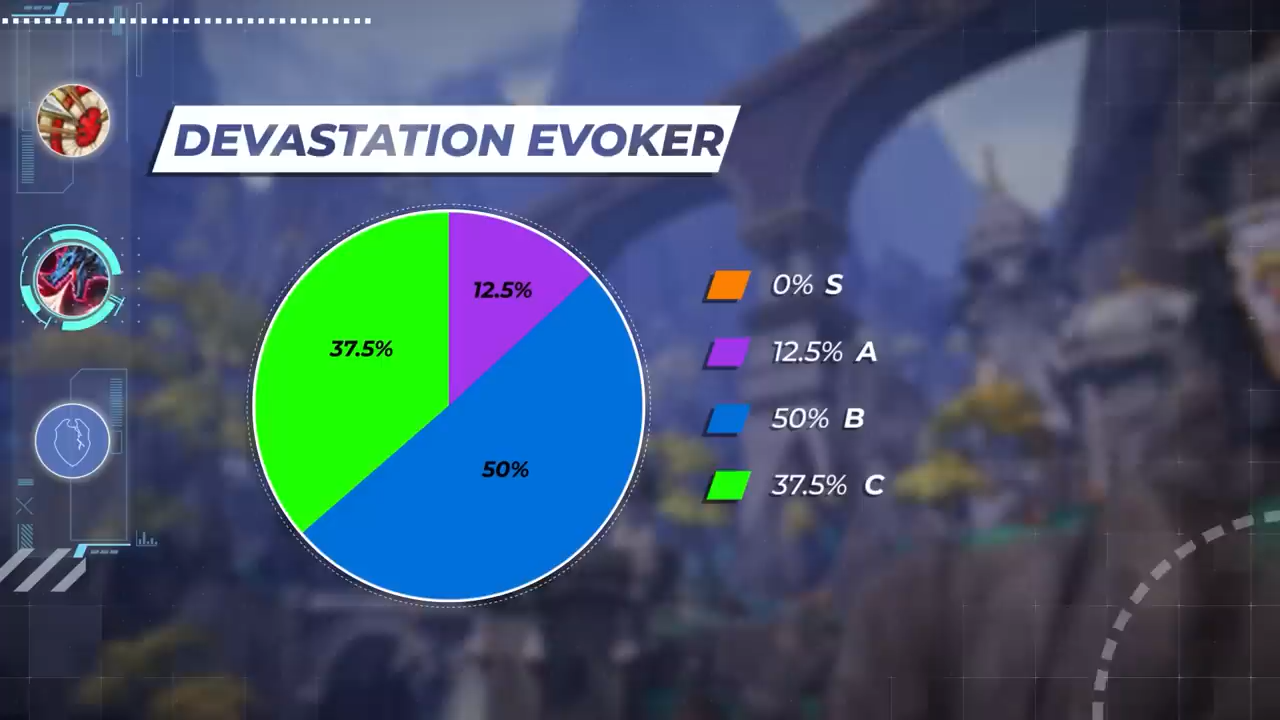 DEVASTATION EVOKER
12.5%
37.5%
50%
0% S
12.5% A
50% B
37.5% C